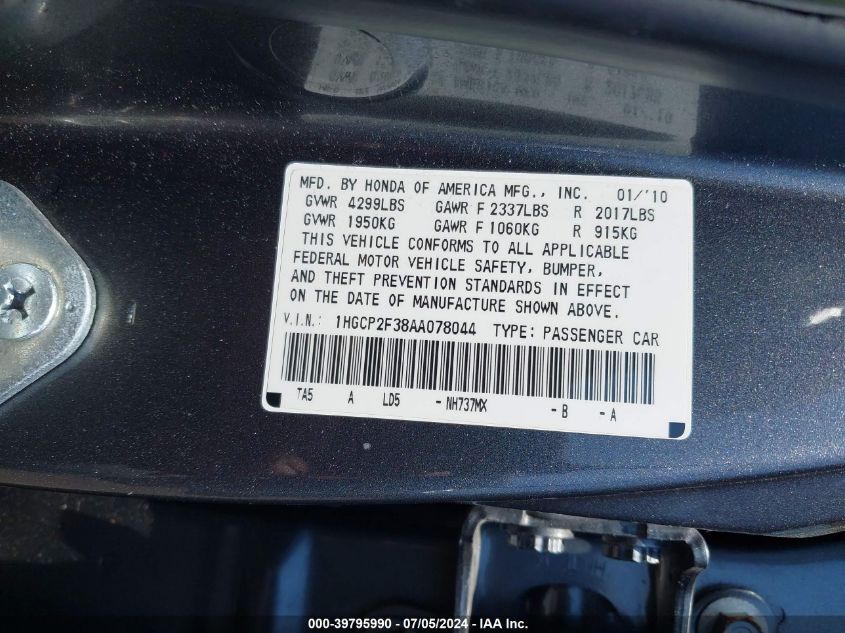 MFD. BY HONDA OF AMERICA MFG., INC. 01/'10
GVWR 4299LBS GAWR F 2337LBS R 2017LBS
GVWR 1950KG GAWR F 1060KG R 915KG
THIS VEHICLE CONFORMS TO ALL APPLICABLE
FEDERAL MOTOR VEHICLE SAFETY, BUMPER,
AND THEFT PREVENTION STANDARDS IN EFFECT
ON THE DATE OF MANUFACTURE SHOWN ABOVE.
V.I.N.: 1HGCP2F38AA078044 TYPE: PASSENGER CAR
TA5 A LD5 - NH737MX - B - A
000-39795990 - 07/05/2024 - IAA Inc.